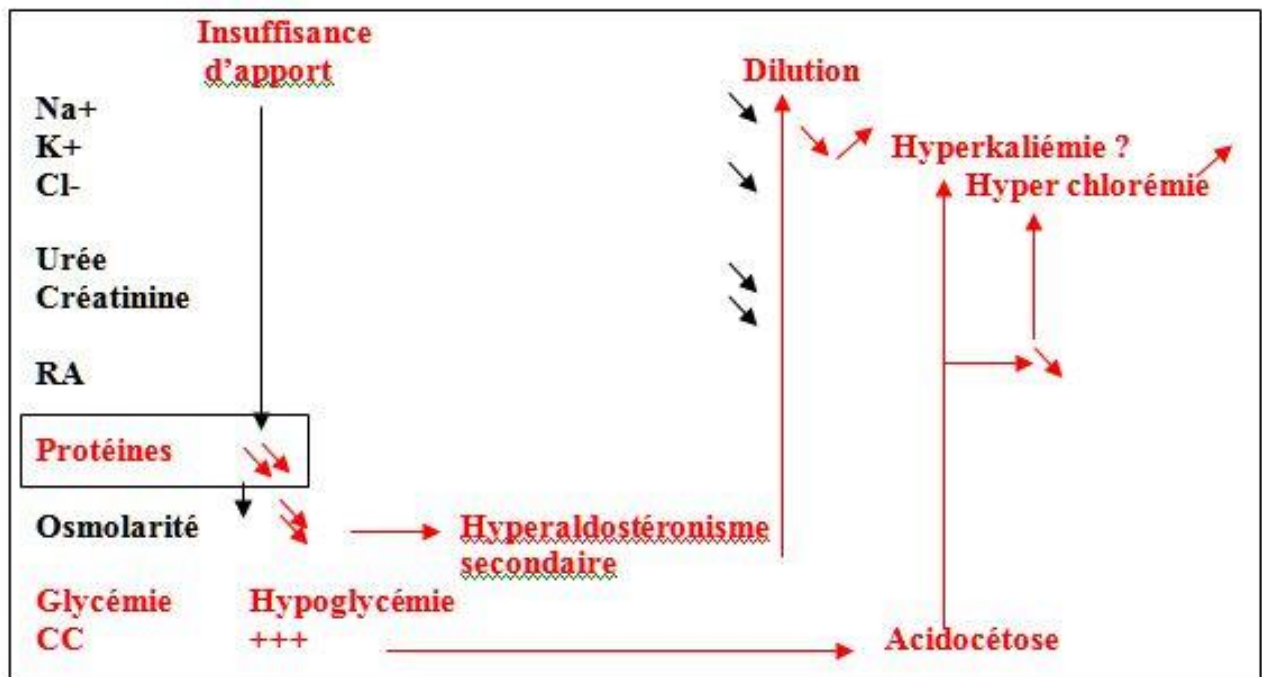 Insuffisance
d'apport
Dilution
Na+
K+
Hyperkaliémie ?
Cl-
Hyper chlorémie
Urée
Créatinine
RA
Protéines
Osmolarité
Hyperaldostéronisme
secondaire
Glycémie Hypoglycémie
CC +++
Acidocétose